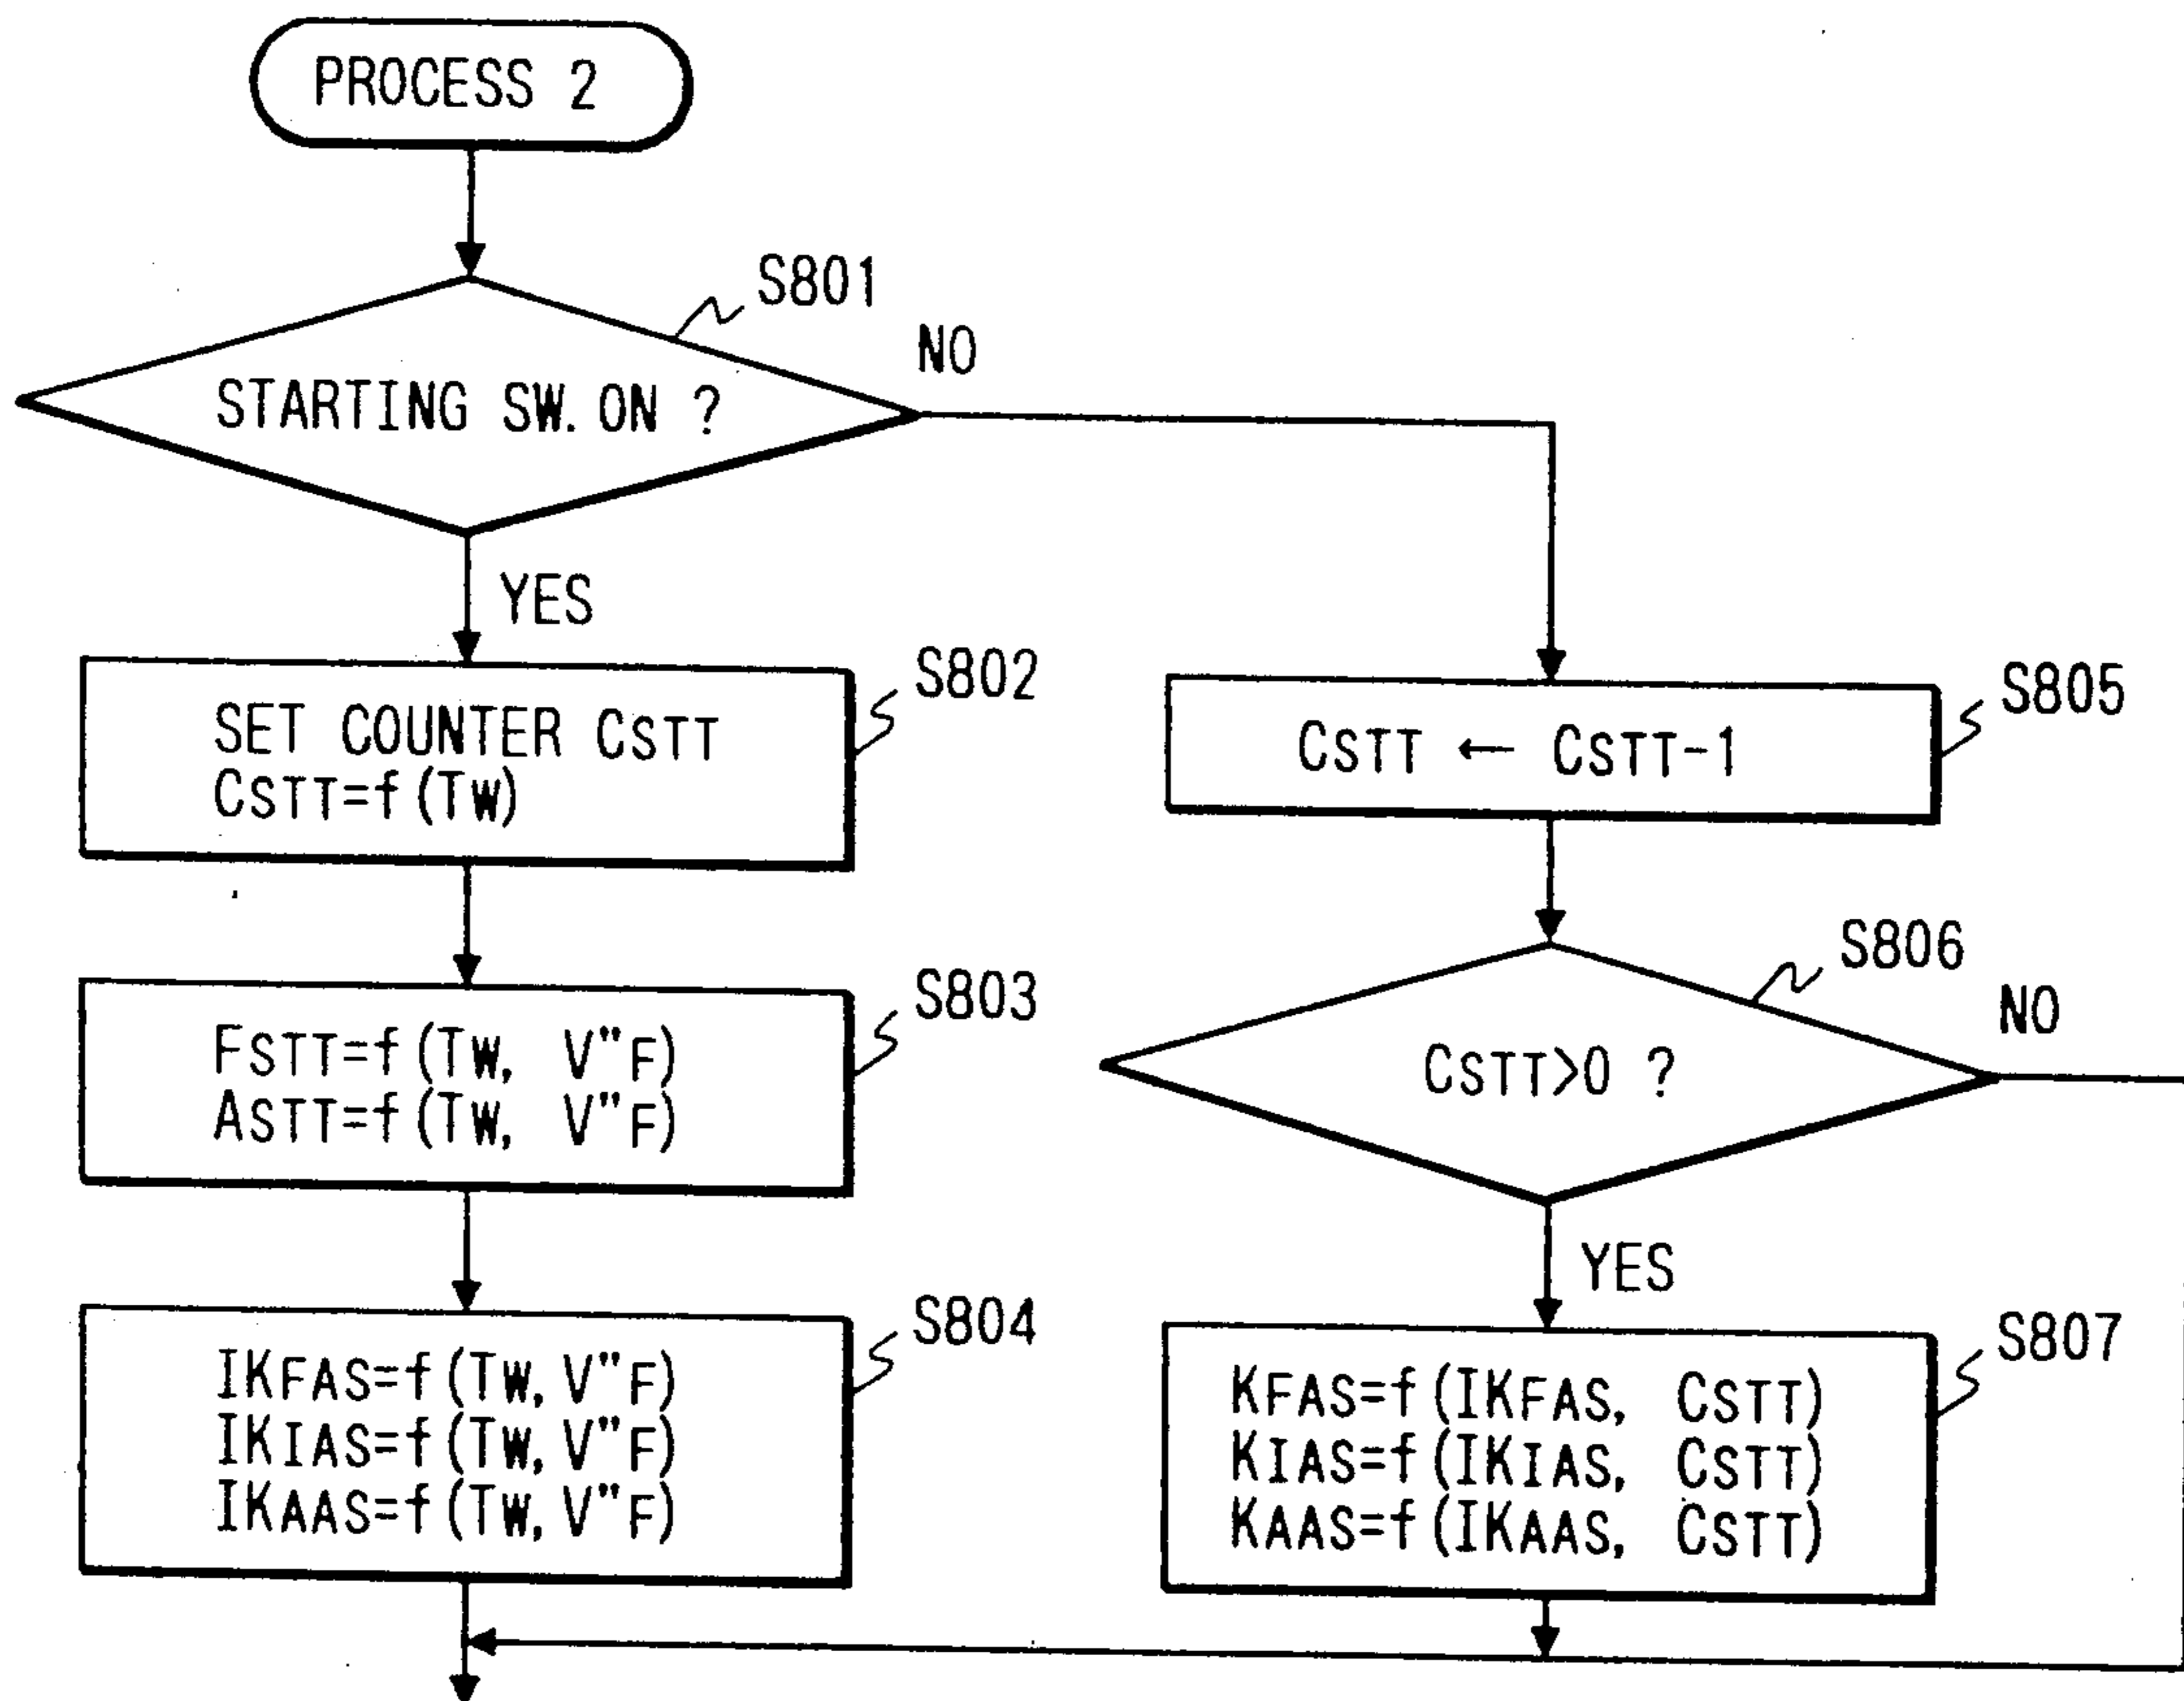 PROCESS 2
S801
STARTING SW. ON ?
NO
YES
S802
SET COUNTER CSTT
CSTT=f(TW)
S803
FSTT=f(TW, V"F)
ASTT=f(TW, V"F)
S804
IKFAS=f(TW, V"F)
IKIAS=f(TW, V"F)
IKAAS=f(TW, V"F)
S805
CSTT ← CSTT-1
S806
CSTT>0 ?
NO
YES
S807
KFAS=f(IKFAS, CSTT)
KIAS=f(IKIAS, CSTT)
KAAS=f(IKAAS, CSTT)